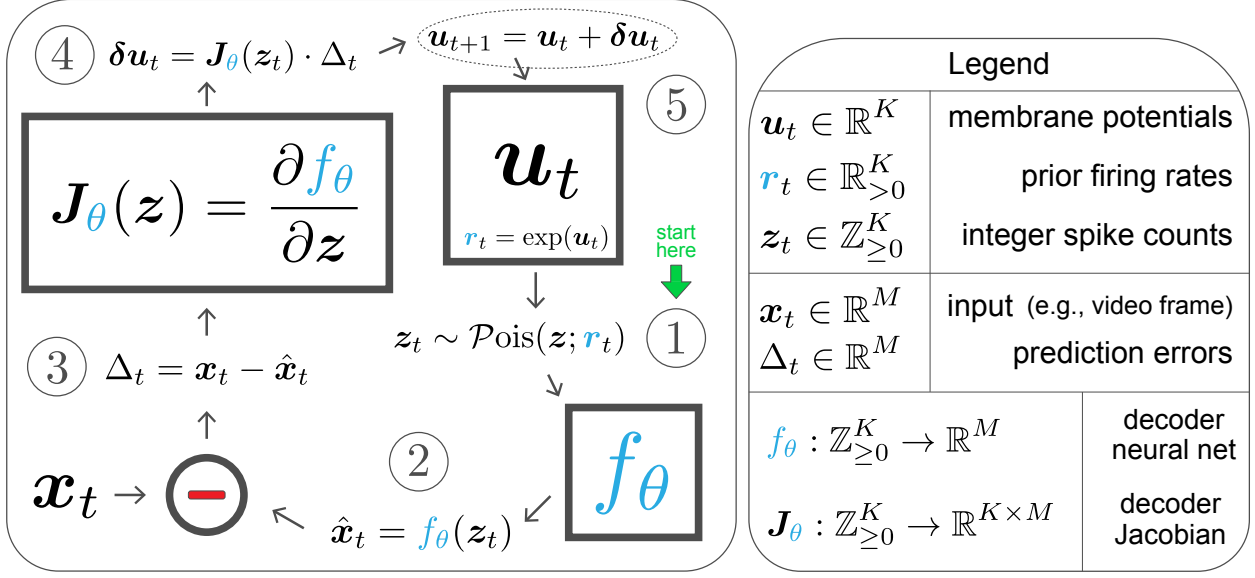 ④ δu_t = J_θ(z_t) · Δ_t
u_{t+1} = u_t + δu_t
⑤
J_θ(z) = ∂f_θ / ∂z
u_t
r_t = exp(u_t)
start
here
z_t ∼ Pois(z; r_t) ①
③ Δ_t = x_t − x̂_t
②
f_θ
x_t → −
x̂_t = f_θ(z_t)
Legend
u_t ∈ ℝ^K membrane potentials
r_t ∈ ℝ^K_{>0} prior firing rates
z_t ∈ ℤ^K_{≥0} integer spike counts
x_t ∈ ℝ^M input (e.g., video frame)
Δ_t ∈ ℝ^M prediction errors
f_θ : ℤ^K_{≥0} → ℝ^M decoder
neural net
J_θ : ℤ^K_{≥0} → ℝ^{K×M} decoder
Jacobian